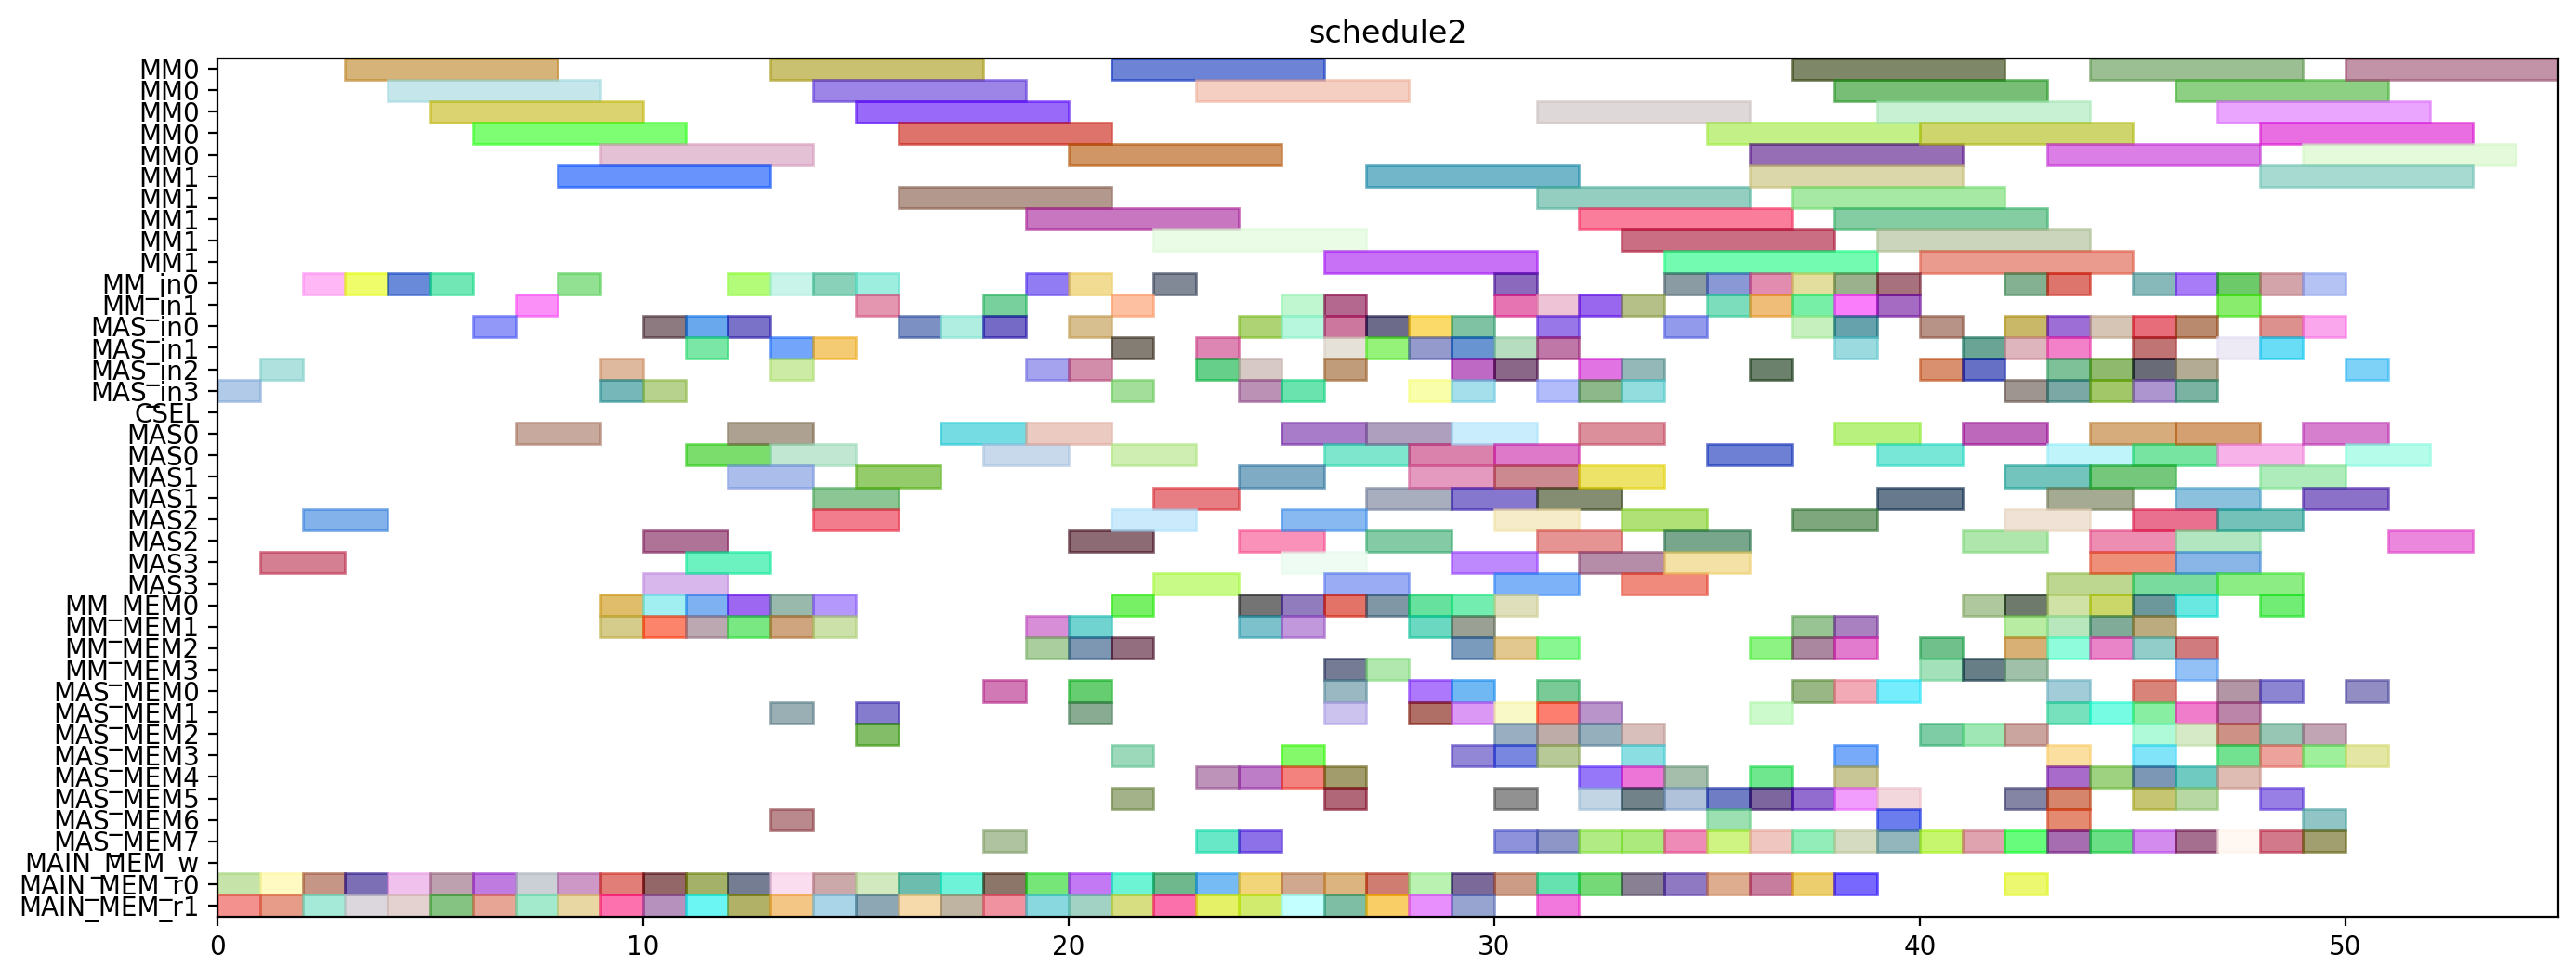 schedule2
MM0
MM0
MM0
MM0
MM0
MM1
MM1
MM1
MM1
MM1
MM_in0
MM_in1
MAS_in0
MAS_in1
MAS_in2
MAS_in3
CSEL
MAS0
MAS0
MAS1
MAS1
MAS2
MAS2
MAS3
MAS3
MM_MEM0
MM_MEM1
MM_MEM2
MM_MEM3
MAS_MEM0
MAS_MEM1
MAS_MEM2
MAS_MEM3
MAS_MEM4
MAS_MEM5
MAS_MEM6
MAS_MEM7
MAIN_MEM_w
MAIN_MEM_r0
MAIN_MEM_r1
0 10 20 30 40 50